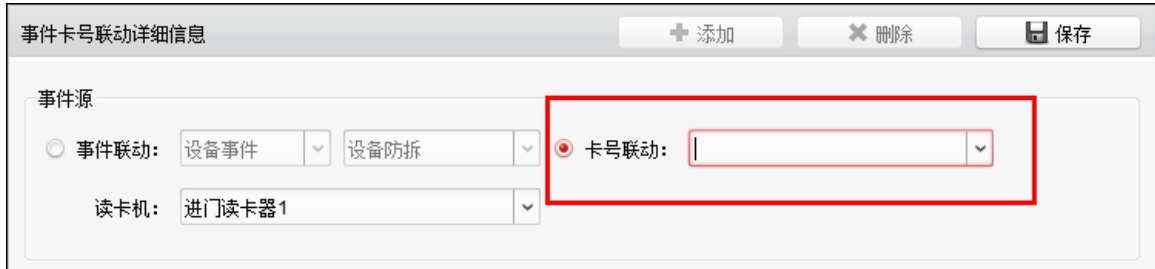 事件卡号联动详细信息 添加 删除 保存
事件源
事件联动： 设备事件 设备防拆 卡号联动：
读卡机： 进门读卡器1